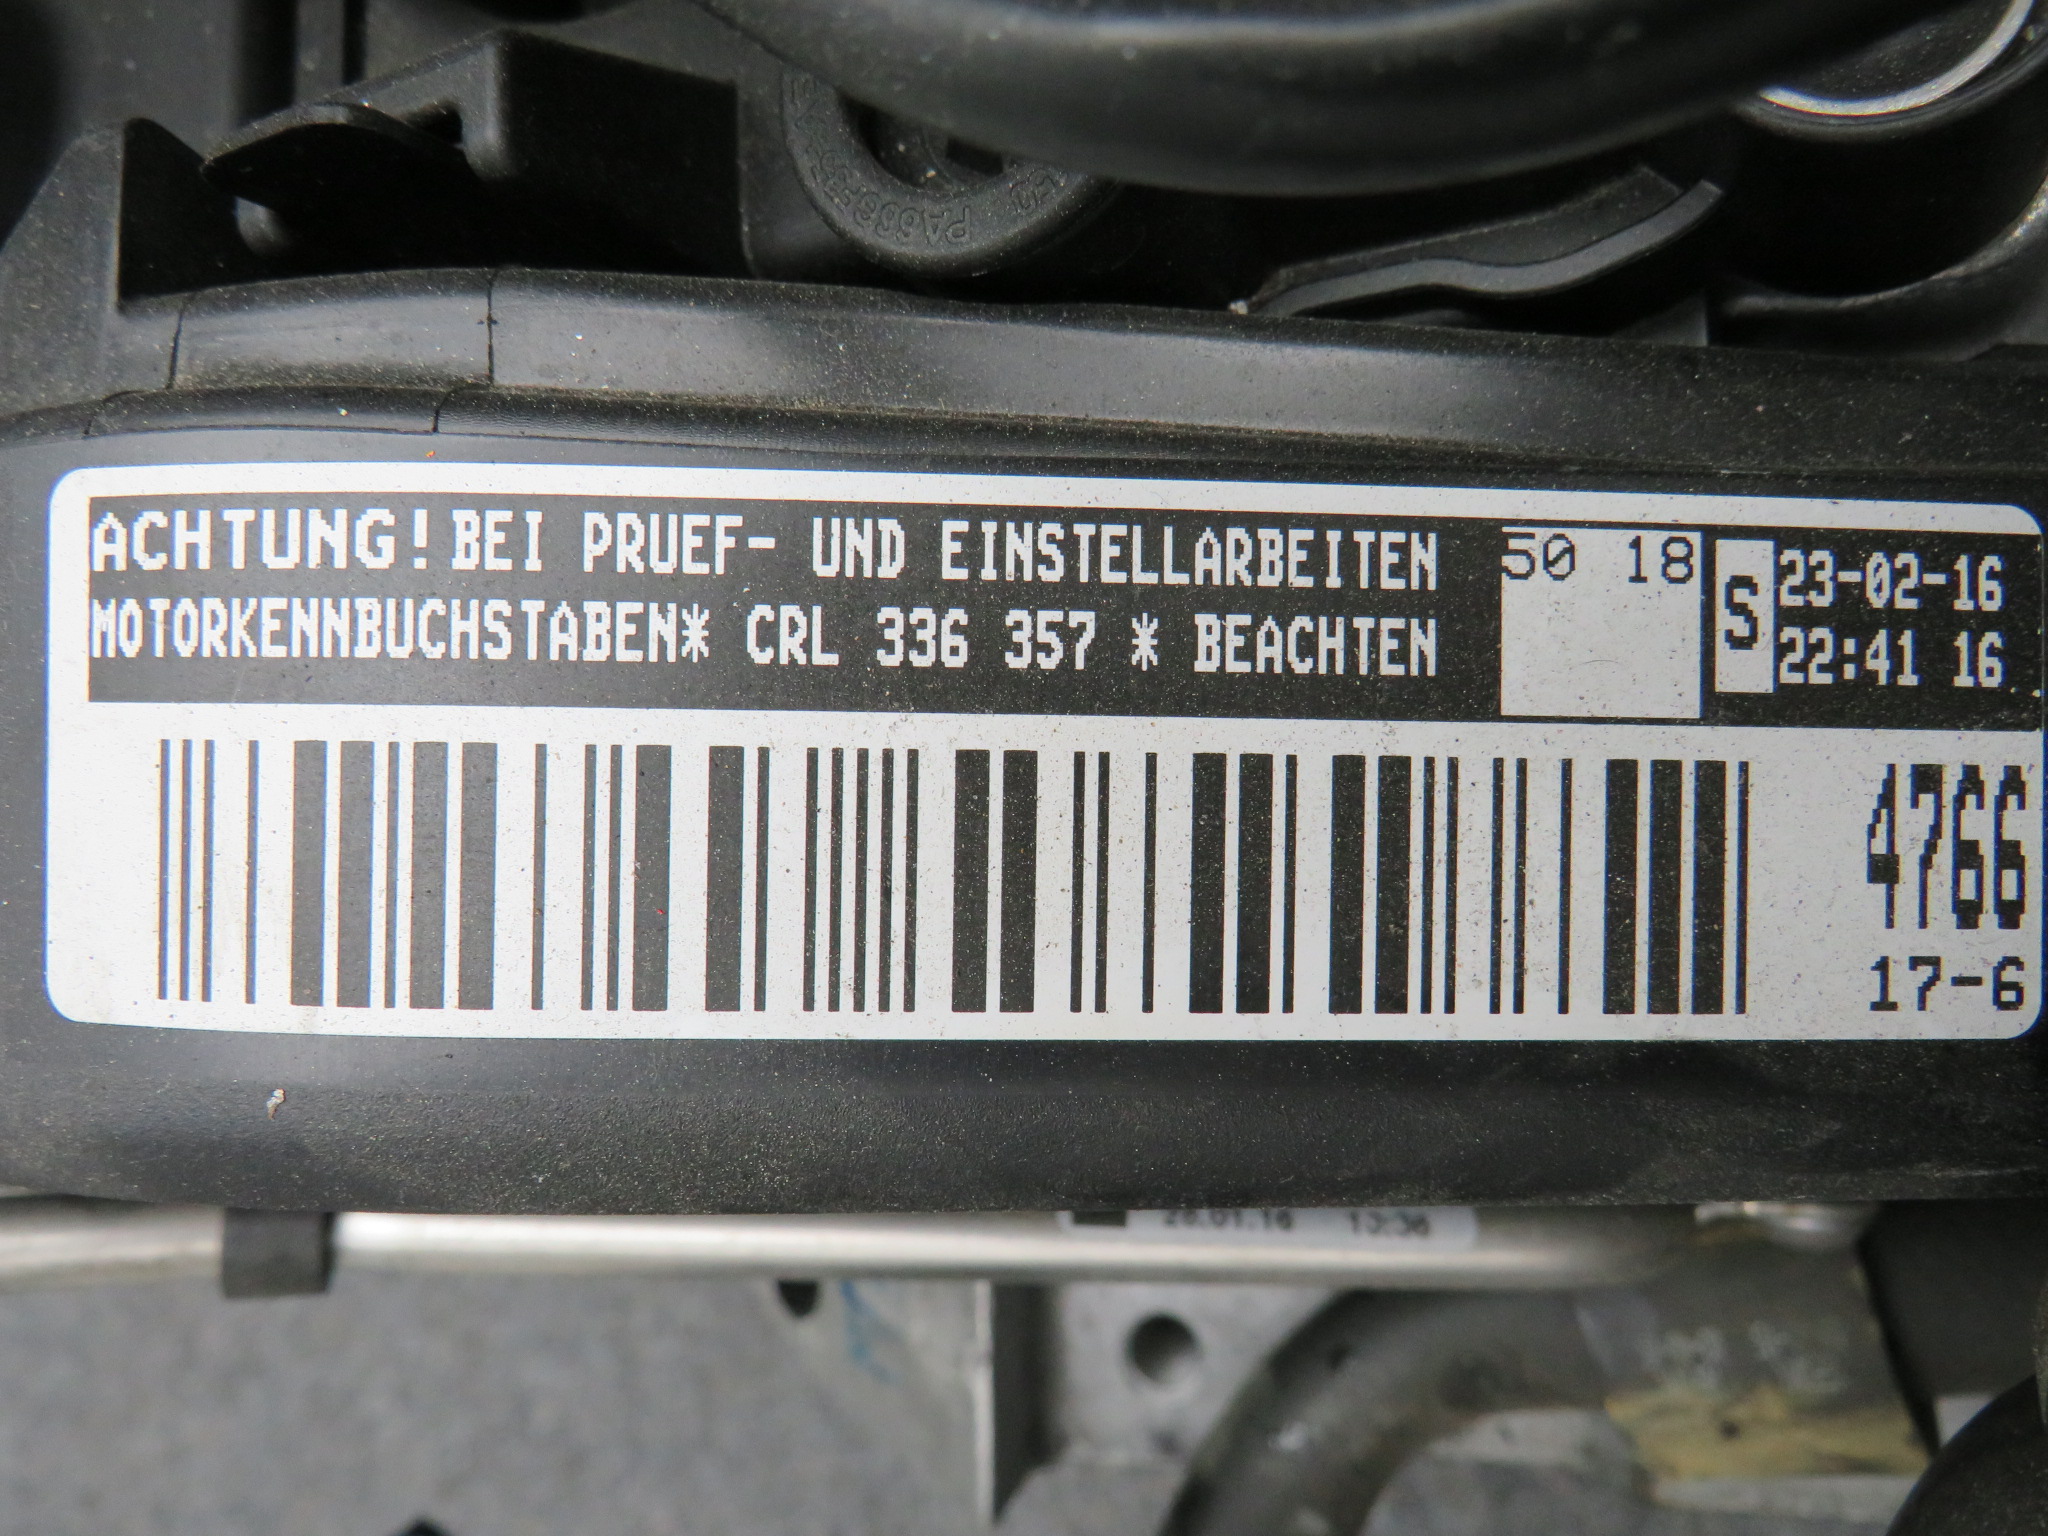 ACHTUNG! BEI PRUEF- UND EINSTELLARBEITEN
MOTORKENNBUCHSTABEN* CRL 336 357 * BEACHTEN
50 18
S
23-02-16
22:41 16
4766
17-6